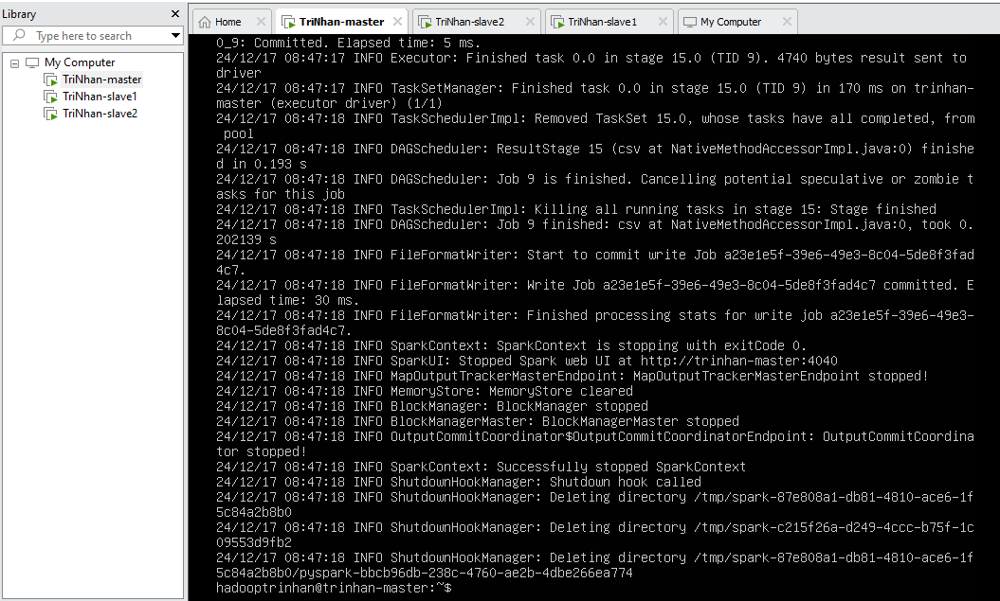 Library
Type here to search
My Computer
TriNhan-master
TriNhan-slave1
TriNhan-slave2
Home
TriNhan-master
TriNhan-slave2
TriNhan-slave1
My Computer
0_9: Committed. Elapsed time: 5 ms.
24/12/17 08:47:17 INFO Executor: Finished task 0.0 in stage 15.0 (TID 9). 4740 bytes result sent to
driver
24/12/17 08:47:17 INFO TaskSetManager: Finished task 0.0 in stage 15.0 (TID 9) in 170 ms on trinhan-
master (executor driver) (1/1)
24/12/17 08:47:18 INFO TaskSchedulerImpl: Removed TaskSet 15.0, whose tasks have all completed, from
pool
24/12/17 08:47:18 INFO DAGScheduler: ResultStage 15 (csv at NativeMethodAccessorImpl.java:0) finishe
d in 0.193 s
24/12/17 08:47:18 INFO DAGScheduler: Job 9 is finished. Cancelling potential speculative or zombie t
asks for this job
24/12/17 08:47:18 INFO TaskSchedulerImpl: Killing all running tasks in stage 15: Stage finished
24/12/17 08:47:18 INFO DAGScheduler: Job 9 finished: csv at NativeMethodAccessorImpl.java:0, took 0.
202139 s
24/12/17 08:47:18 INFO FileFormatWriter: Start to commit write Job a23e1e5f-39e6-49e3-8c04-5de8f3fad
4c7.
24/12/17 08:47:18 INFO FileFormatWriter: Write Job a23e1e5f-39e6-49e3-8c04-5de8f3fad4c7 committed. E
lapsed time: 30 ms.
24/12/17 08:47:18 INFO FileFormatWriter: Finished processing stats for write job a23e1e5f-39e6-49e3-
8c04-5de8f3fad4c7.
24/12/17 08:47:18 INFO SparkContext: SparkContext is stopping with exitCode 0.
24/12/17 08:47:18 INFO SparkUI: Stopped Spark web UI at http://trinhan-master:4040
24/12/17 08:47:18 INFO MapOutputTrackerMasterEndpoint: MapOutputTrackerMasterEndpoint stopped!
24/12/17 08:47:18 INFO MemoryStore: MemoryStore cleared
24/12/17 08:47:18 INFO BlockManager: BlockManager stopped
24/12/17 08:47:18 INFO BlockManagerMaster: BlockManagerMaster stopped
24/12/17 08:47:18 INFO OutputCommitCoordinator$OutputCommitCoordinatorEndpoint: OutputCommitCoordina
tor stopped!
24/12/17 08:47:18 INFO SparkContext: Successfully stopped SparkContext
24/12/17 08:47:18 INFO ShutdownHookManager: Shutdown hook called
24/12/17 08:47:18 INFO ShutdownHookManager: Deleting directory /tmp/spark-87e808a1-db81-4810-ace6-1f
5c84a2b8b0
24/12/17 08:47:18 INFO ShutdownHookManager: Deleting directory /tmp/spark-c215f26a-d249-4ccc-b75f-1c
09553d9fb2
24/12/17 08:47:18 INFO ShutdownHookManager: Deleting directory /tmp/spark-87e808a1-db81-4810-ace6-1f
5c84a2b8b0/pyspark-bbcb96db-238c-4760-ae2b-4dbe266ea774
hadooptrinhan@trinhan-master:~$